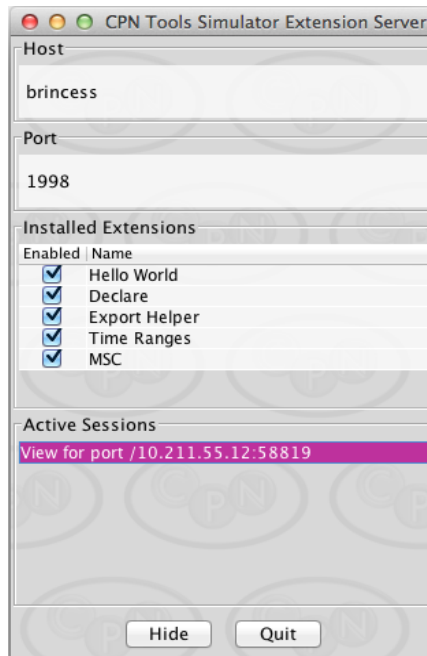 CPN Tools Simulator Extension Server
Host
brincess
Port
1998
Installed Extensions
Enabled Name
Hello World
Declare
Export Helper
Time Ranges
MSC
Active Sessions
View for port /10.211.55.12:58819
Hide Quit